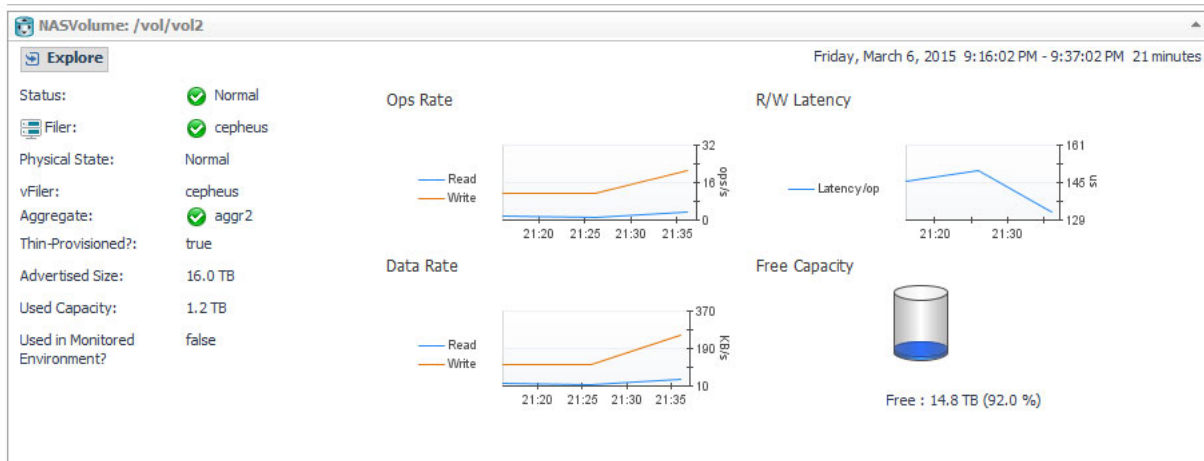 NASVolume: /vol/vol2
Explore
Friday, March 6, 2015 9:16:02 PM - 9:37:02 PM 21 minutes
Status: Normal
Filer: cepheus
Physical State: Normal
vFiler: cepheus
Aggregate: aggr2
Thin-Provisioned?: true
Advertised Size: 16.0 TB
Used Capacity: 1.2 TB
Used in Monitored Environment? false
Ops Rate
Read
Write
32
16
0
ops/s
21:20 21:25 21:30 21:35
R/W Latency
Latency/op
161
145
129
21:20 21:30
Data Rate
Read
Write
370
190
10
KB/s
21:20 21:25 21:30 21:35
Free Capacity
Free : 14.8 TB (92.0 %)